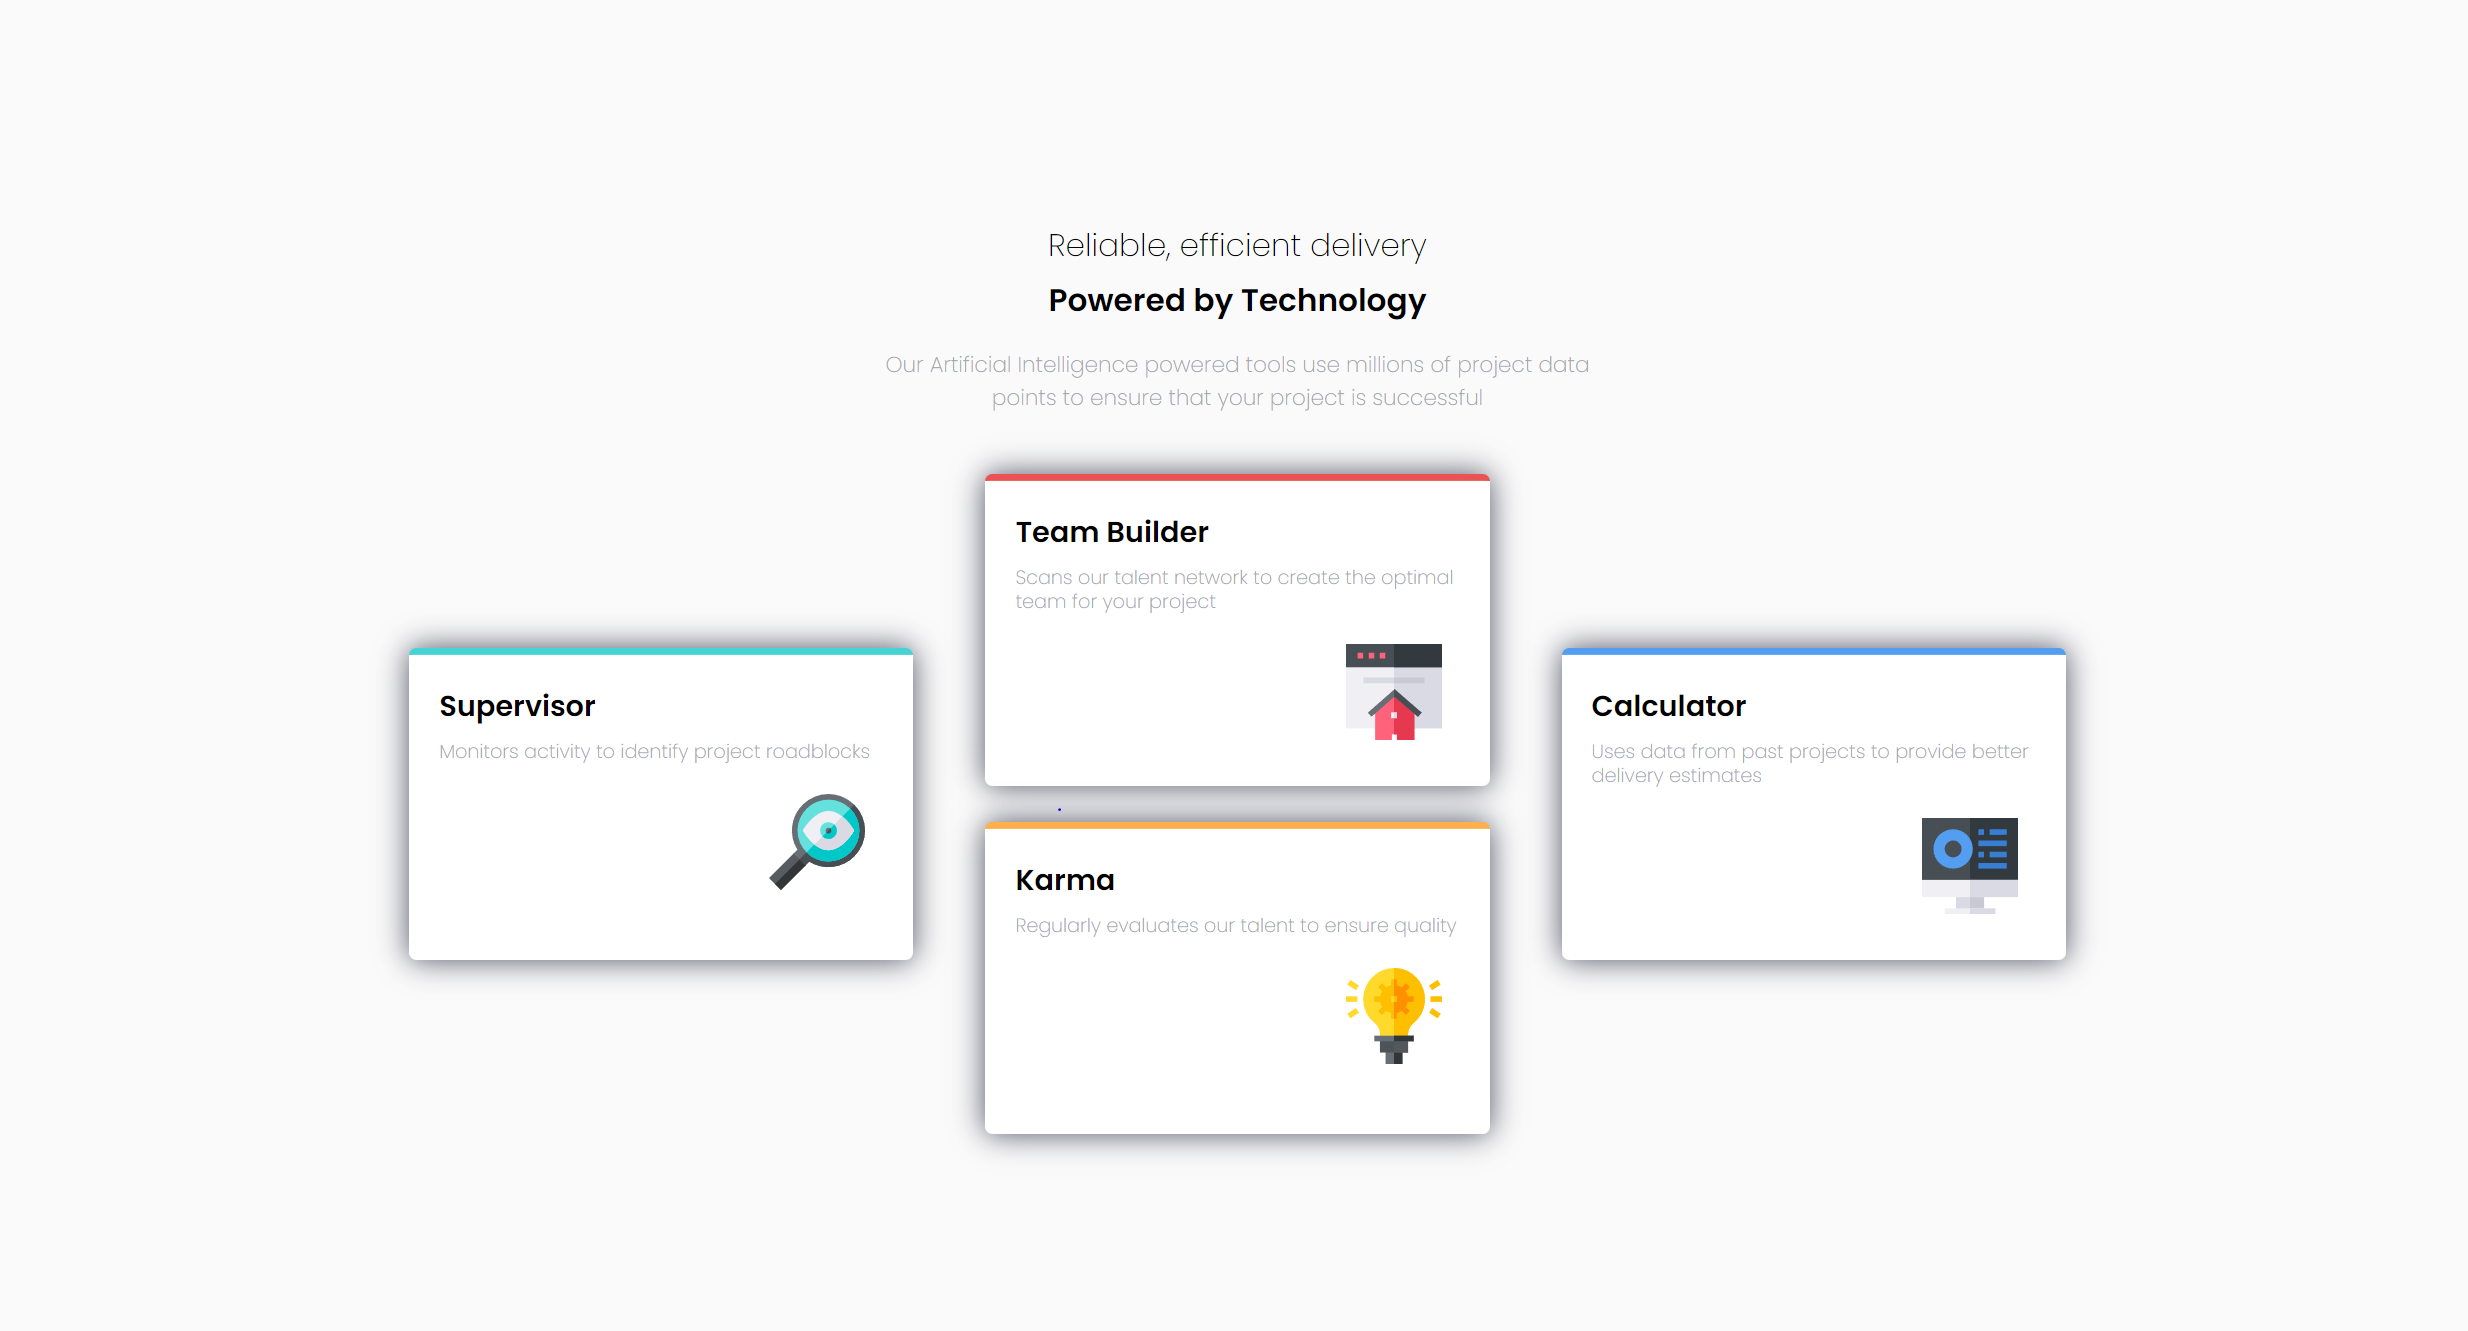 Reliable, efficient delivery
Powered by Technology
Our Artificial Intelligence powered tools use millions of project data
points to ensure that your project is successful
Team Builder
Scans our talent network to create the optimal
team for your project
Supervisor
Monitors activity to identify project roadblocks
Calculator
Uses data from past projects to provide better
delivery estimates
Karma
Regularly evaluates our talent to ensure quality